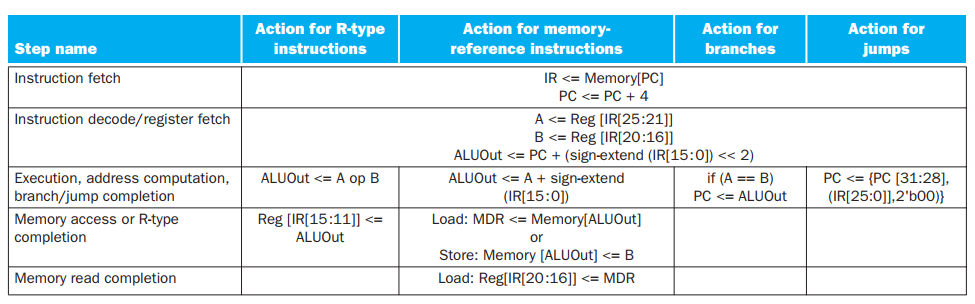 Step name
Action for R-type
instructions
Action for memory-
reference instructions
Action for
branches
Action for
jumps
Instruction fetch
IR <= Memory[PC]
PC <= PC + 4
Instruction decode/register fetch
A <= Reg [IR[25:21]]
B <= Reg [IR[20:16]]
ALUOut <= PC + (sign-extend (IR[15:0]) << 2)
Execution, address computation,
branch/jump completion
ALUOut <= A op B
ALUOut <= A + sign-extend
(IR[15:0])
if (A == B)
PC <= ALUOut
PC <= {PC [31:28],
(IR[25:0]],2'b00)}
Memory access or R-type
completion
Reg [IR[15:11]] <=
ALUOut
Load: MDR <= Memory[ALUOut]
or
Store: Memory [ALUOut] <= B
Memory read completion
Load: Reg[IR[20:16]] <= MDR